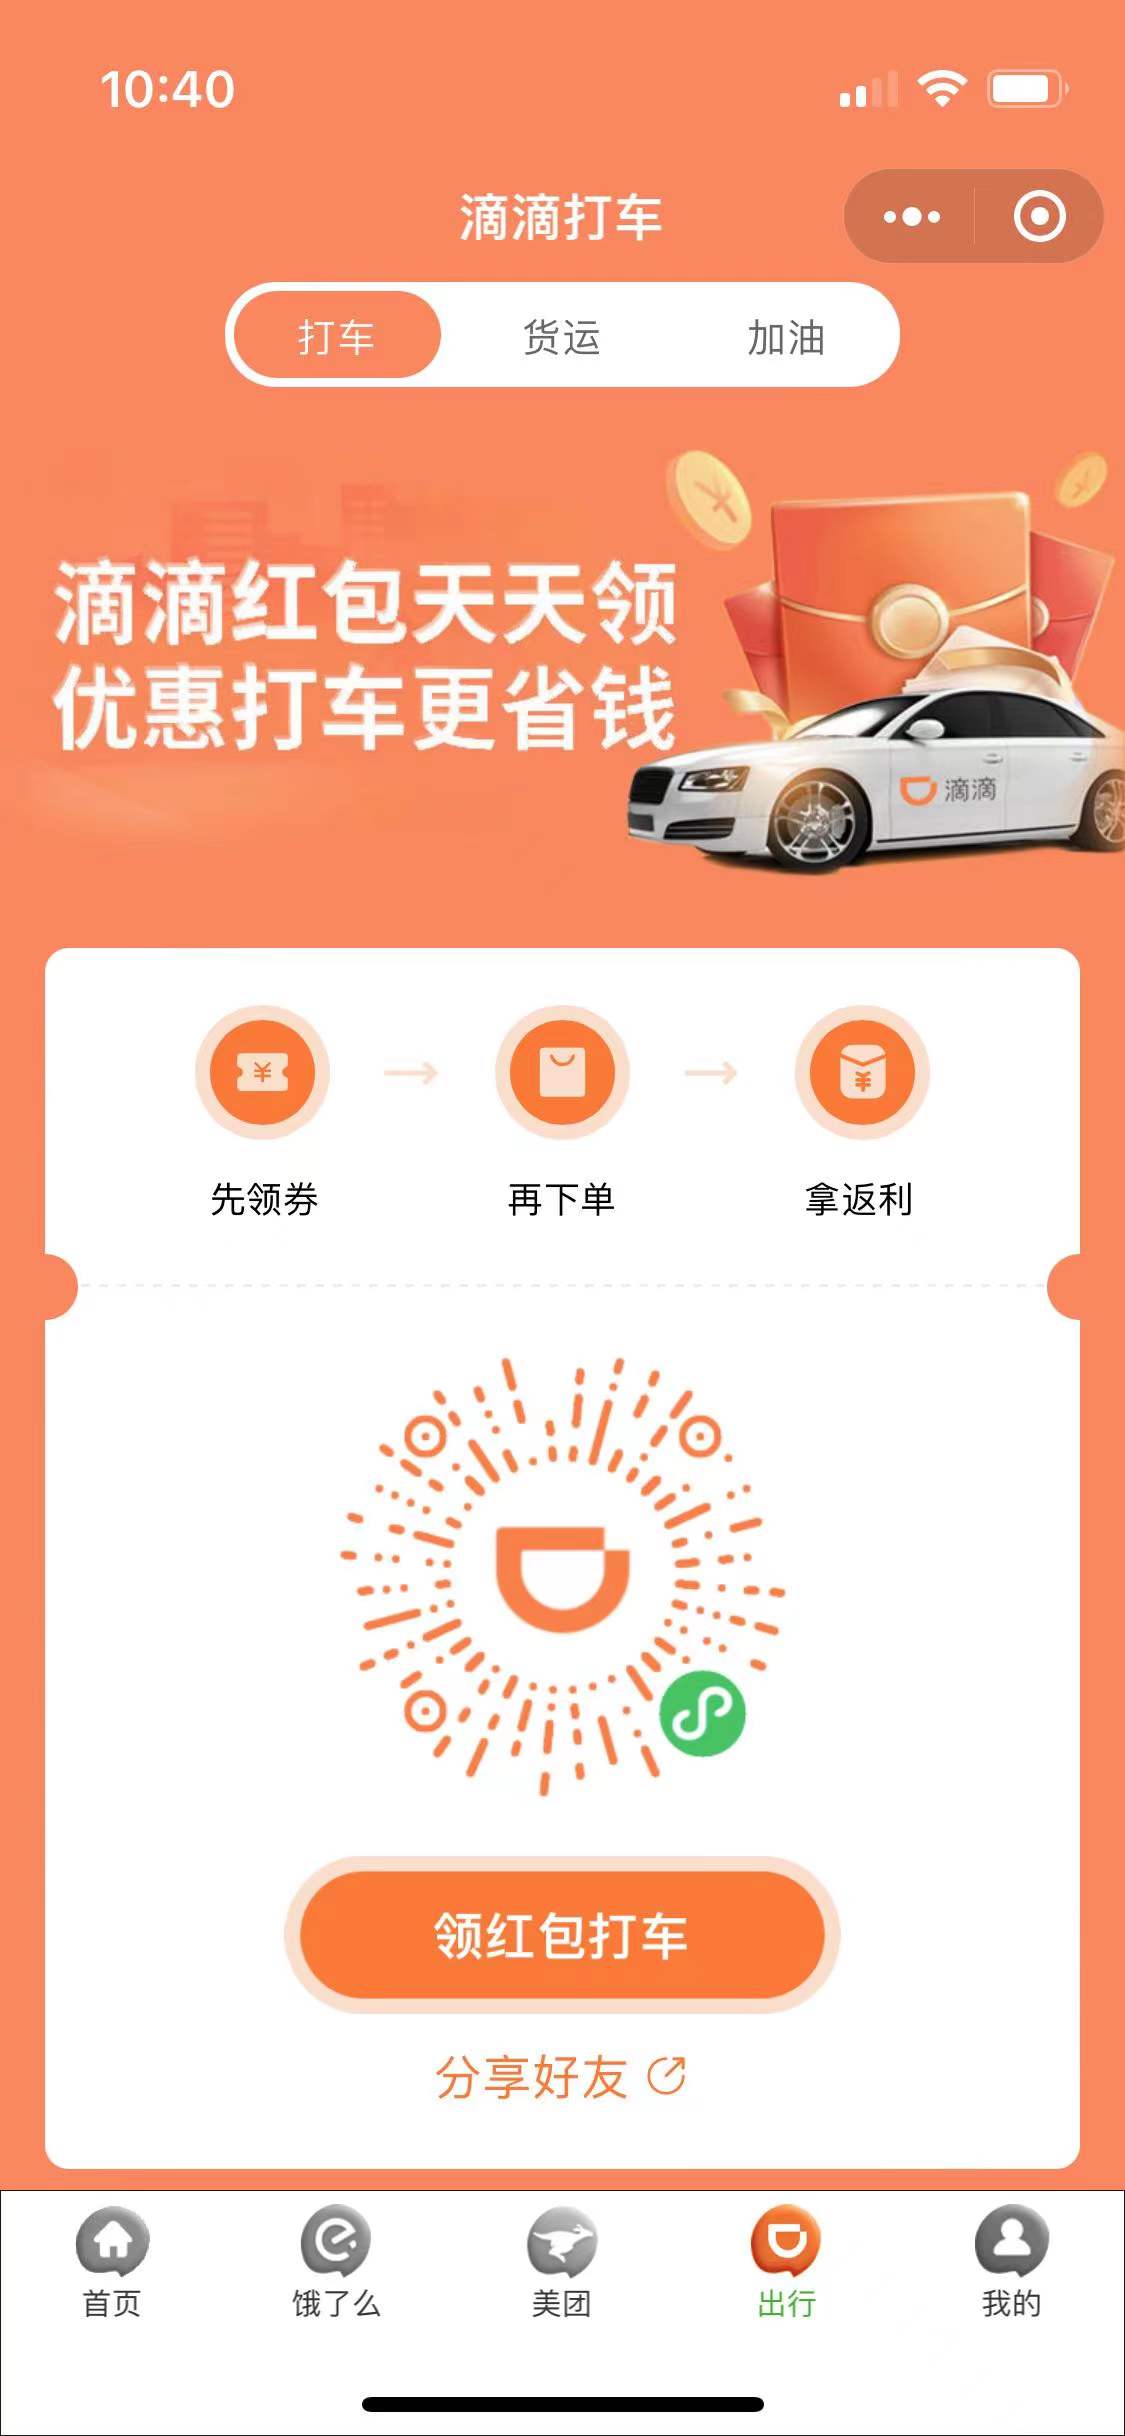 10:40
滴滴打车
打车
货运
加油
滴滴红包天天领
优惠打车更省钱
滴滴
先领券
再下单
拿返利
领红包打车
分享好友
首页
饿了么
美团
出行
我的